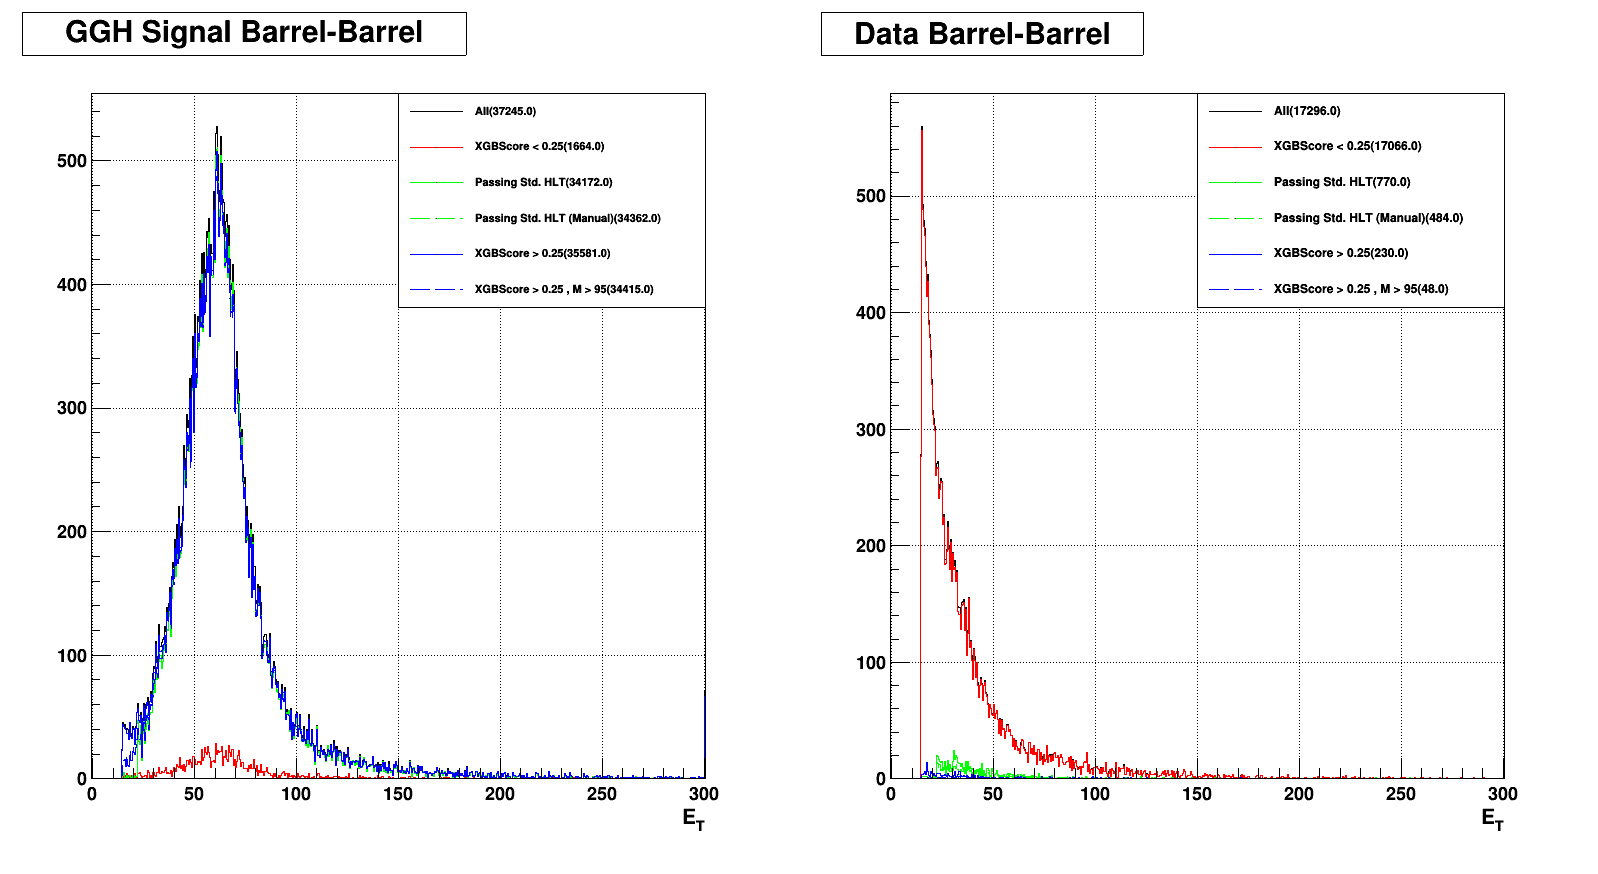 GGH Signal Barrel-Barrel
All(37245.0)
XGBScore < 0.25(1664.0)
Passing Std. HLT(34172.0)
Passing Std. HLT (Manual)(34362.0)
XGBScore > 0.25(35581.0)
XGBScore > 0.25 , M > 95(34415.0)
500
400
300
200
100
0
0 50 100 150 200 250 300
E_T
Data Barrel-Barrel
All(17296.0)
XGBScore < 0.25(17066.0)
Passing Std. HLT(770.0)
Passing Std. HLT (Manual)(484.0)
XGBScore > 0.25(230.0)
XGBScore > 0.25 , M > 95(48.0)
500
400
300
200
100
0
0 50 100 150 200 250 300
E_T